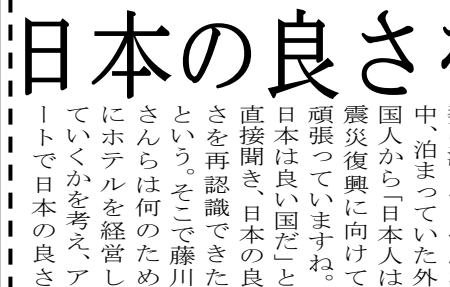 日本の良さ
中、泊まっていた外
国人から「日本人は
震災復興に向けて
頑張っていますね。
日本は良い国だ」と
直接聞き、日本の良
さを再認識できた
という。そこで藤川
さんらは何のため
にホテルを経営し
ていくかを考え、ア
ートで日本の良さ